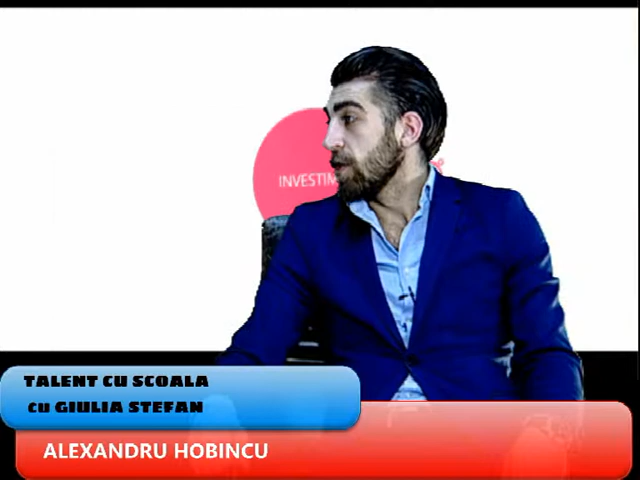 INVESTIM
TALENT CU SCOALA
cu GIULIA STEFAN
ALEXANDRU HOBINCU